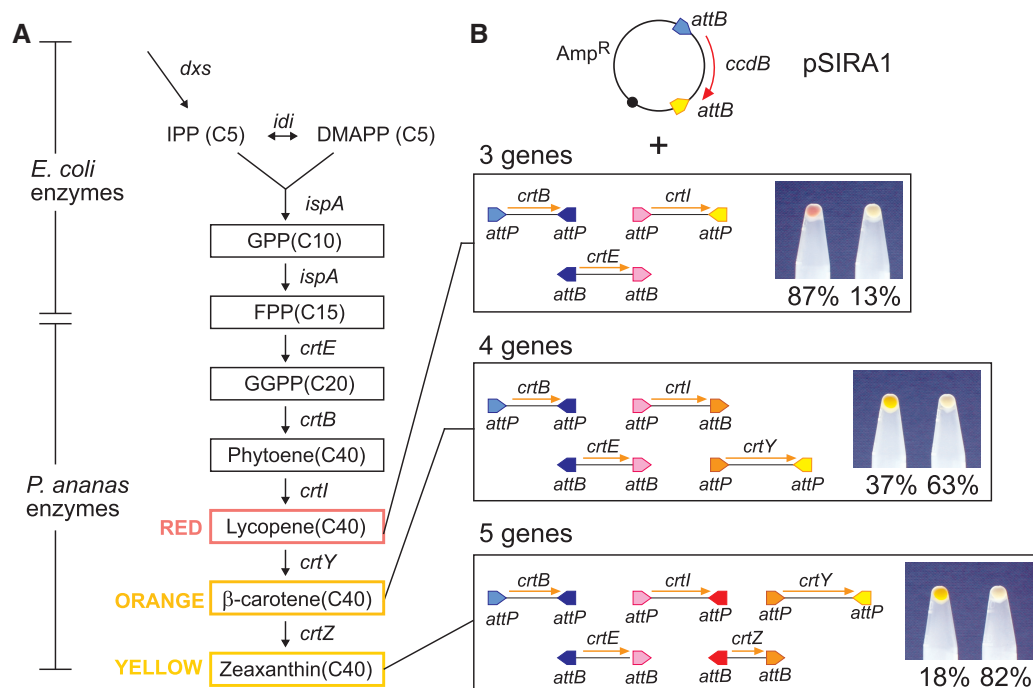 A
dxs
IPP (C5)
idi
DMAPP (C5)
E. coli
enzymes
ispA
GPP(C10)
ispA
FPP(C15)
crtE
GGPP(C20)
crtB
P. ananas
enzymes
Phytoene(C40)
crtI
RED
Lycopene(C40)
crtY
ORANGE
β-carotene(C40)
crtZ
YELLOW
Zeaxanthin(C40)
B
attB
AmpR
ccdB
pSIRA1
attB
+
3 genes
crtB
crtI
attP
attP
attP
attP
crtE
attB
attB
87% 13%
4 genes
crtB
crtI
attP
attP
attP
attB
crtE
crtY
attB
attB
attP
attP
37% 63%
5 genes
crtB
crtI
crtY
attP
attP
attP
attP
attP
attP
crtE
crtZ
attB
attB
attB
attB
18% 82%